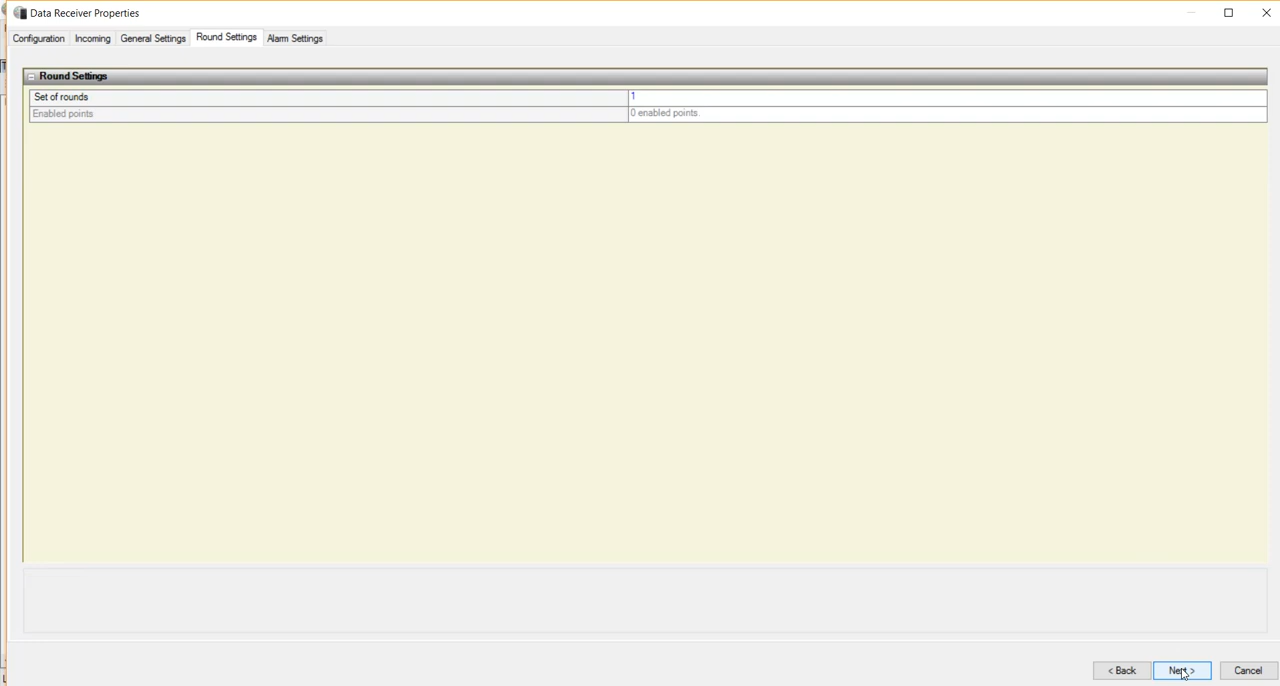 Data Receiver Properties
Configuration Incoming General Settings Round Settings Alarm Settings
Round Settings
Set of rounds 1
Enabled points 0 enabled points.
< Back Next > Cancel